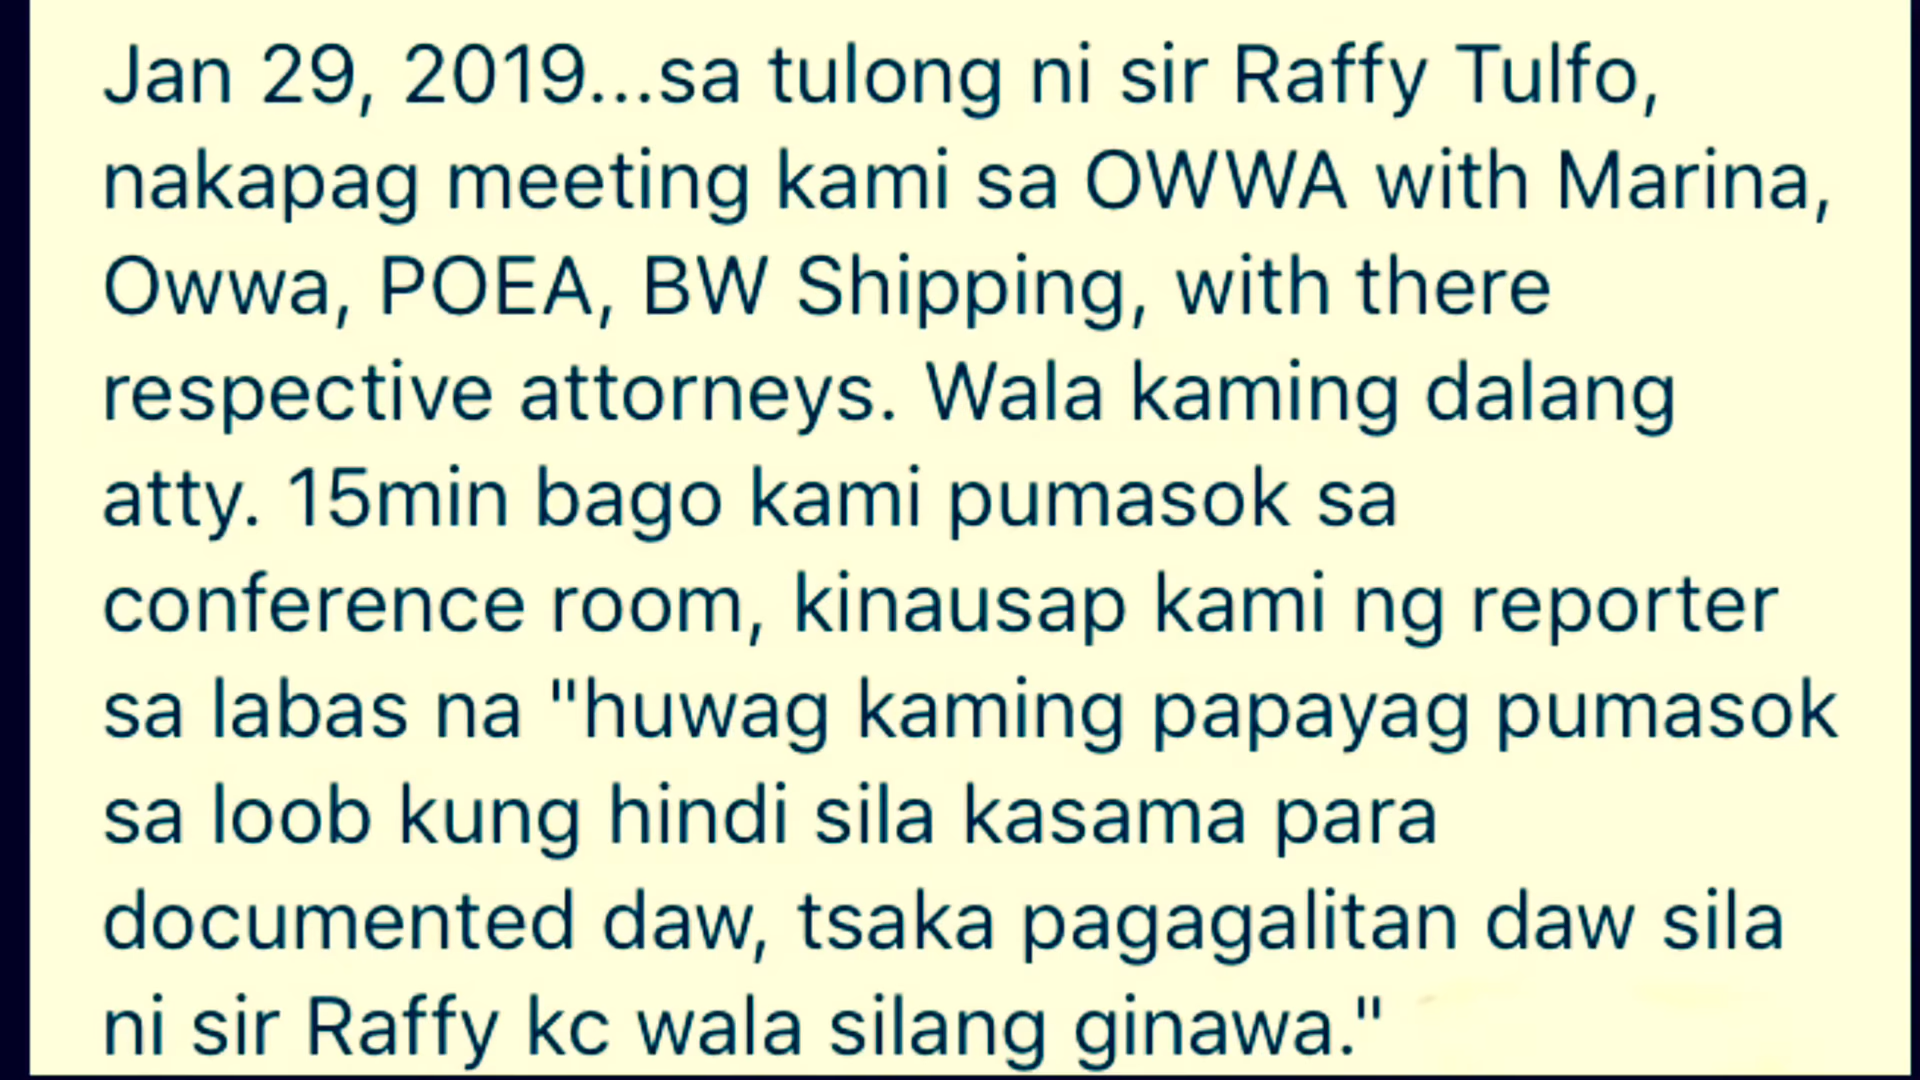 Jan 29, 2019...sa tulong ni sir Raffy Tulfo,
nakapag meeting kami sa OWWA with Marina,
Owwa, POEA, BW Shipping, with there
respective attorneys. Wala kaming dalang
atty. 15min bago kami pumasok sa
conference room, kinausap kami ng reporter
sa labas na "huwag kaming papayag pumasok
sa loob kung hindi sila kasama para
documented daw, tsaka pagagalitan daw sila
ni sir Raffy kc wala silang ginawa."